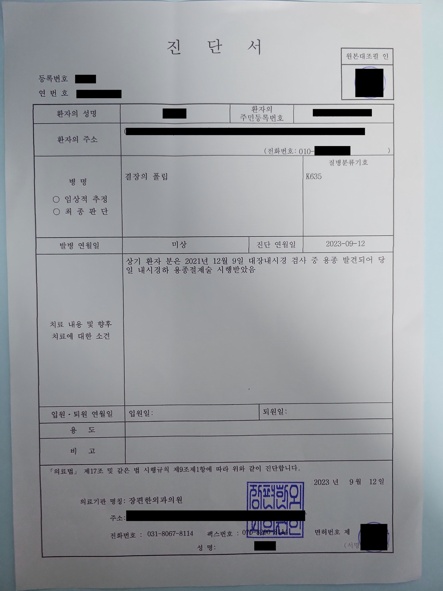 진 단 서
원본대조필 인
등록번호
연 번 호
환자의 성명
환자의
주민등록번호
환자의 주소
(전화번호: 010- )
병 명
○ 임상적 추정
○ 최 종 판 단
결장의 폴립
질병분류기호
K635
발병 연월일 미상 진단 연월일 2023-09-12
치료 내용 및 향후
치료에 대한 소견
상기 환자 분은 2021년 12월 9일 대장내시경 검사 중 용종 발견되어 당
일 내시경하 용종절제술 시행받았음
입원·퇴원 연월일 입원일: 퇴원일:
용 도
비 고
「의료법」 제17조 및 같은 법 시행규칙 제9조제1항에 따라 위와 같이 진단합니다.
2023 년 9 월 12일
의료기관 명칭: 장편한외과의원
주소:
전화번호 : 031-8067-8114 팩스번호 : 면허번호 제
성 명: